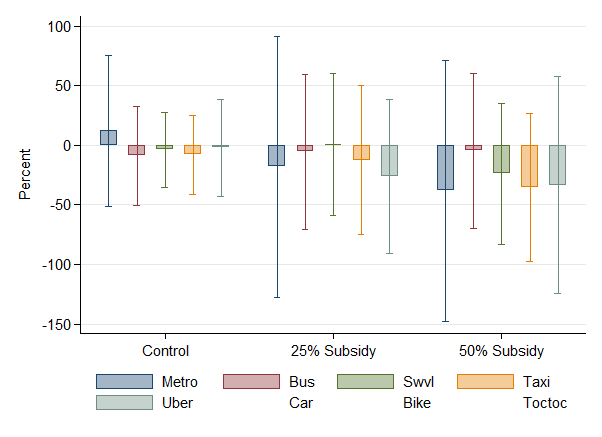 100
50
0
-50
-100
-150
Percent
Control 25% Subsidy 50% Subsidy
Metro Bus Swvl Taxi
Uber Car Bike Toctoc